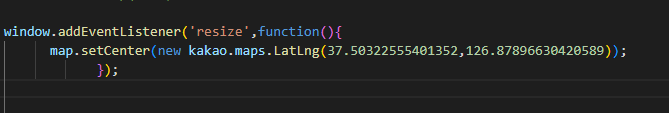 window.addEventListener('resize',function(){
map.setCenter(new kakao.maps.LatLng(37.50322555401352,126.87896630420589));
});